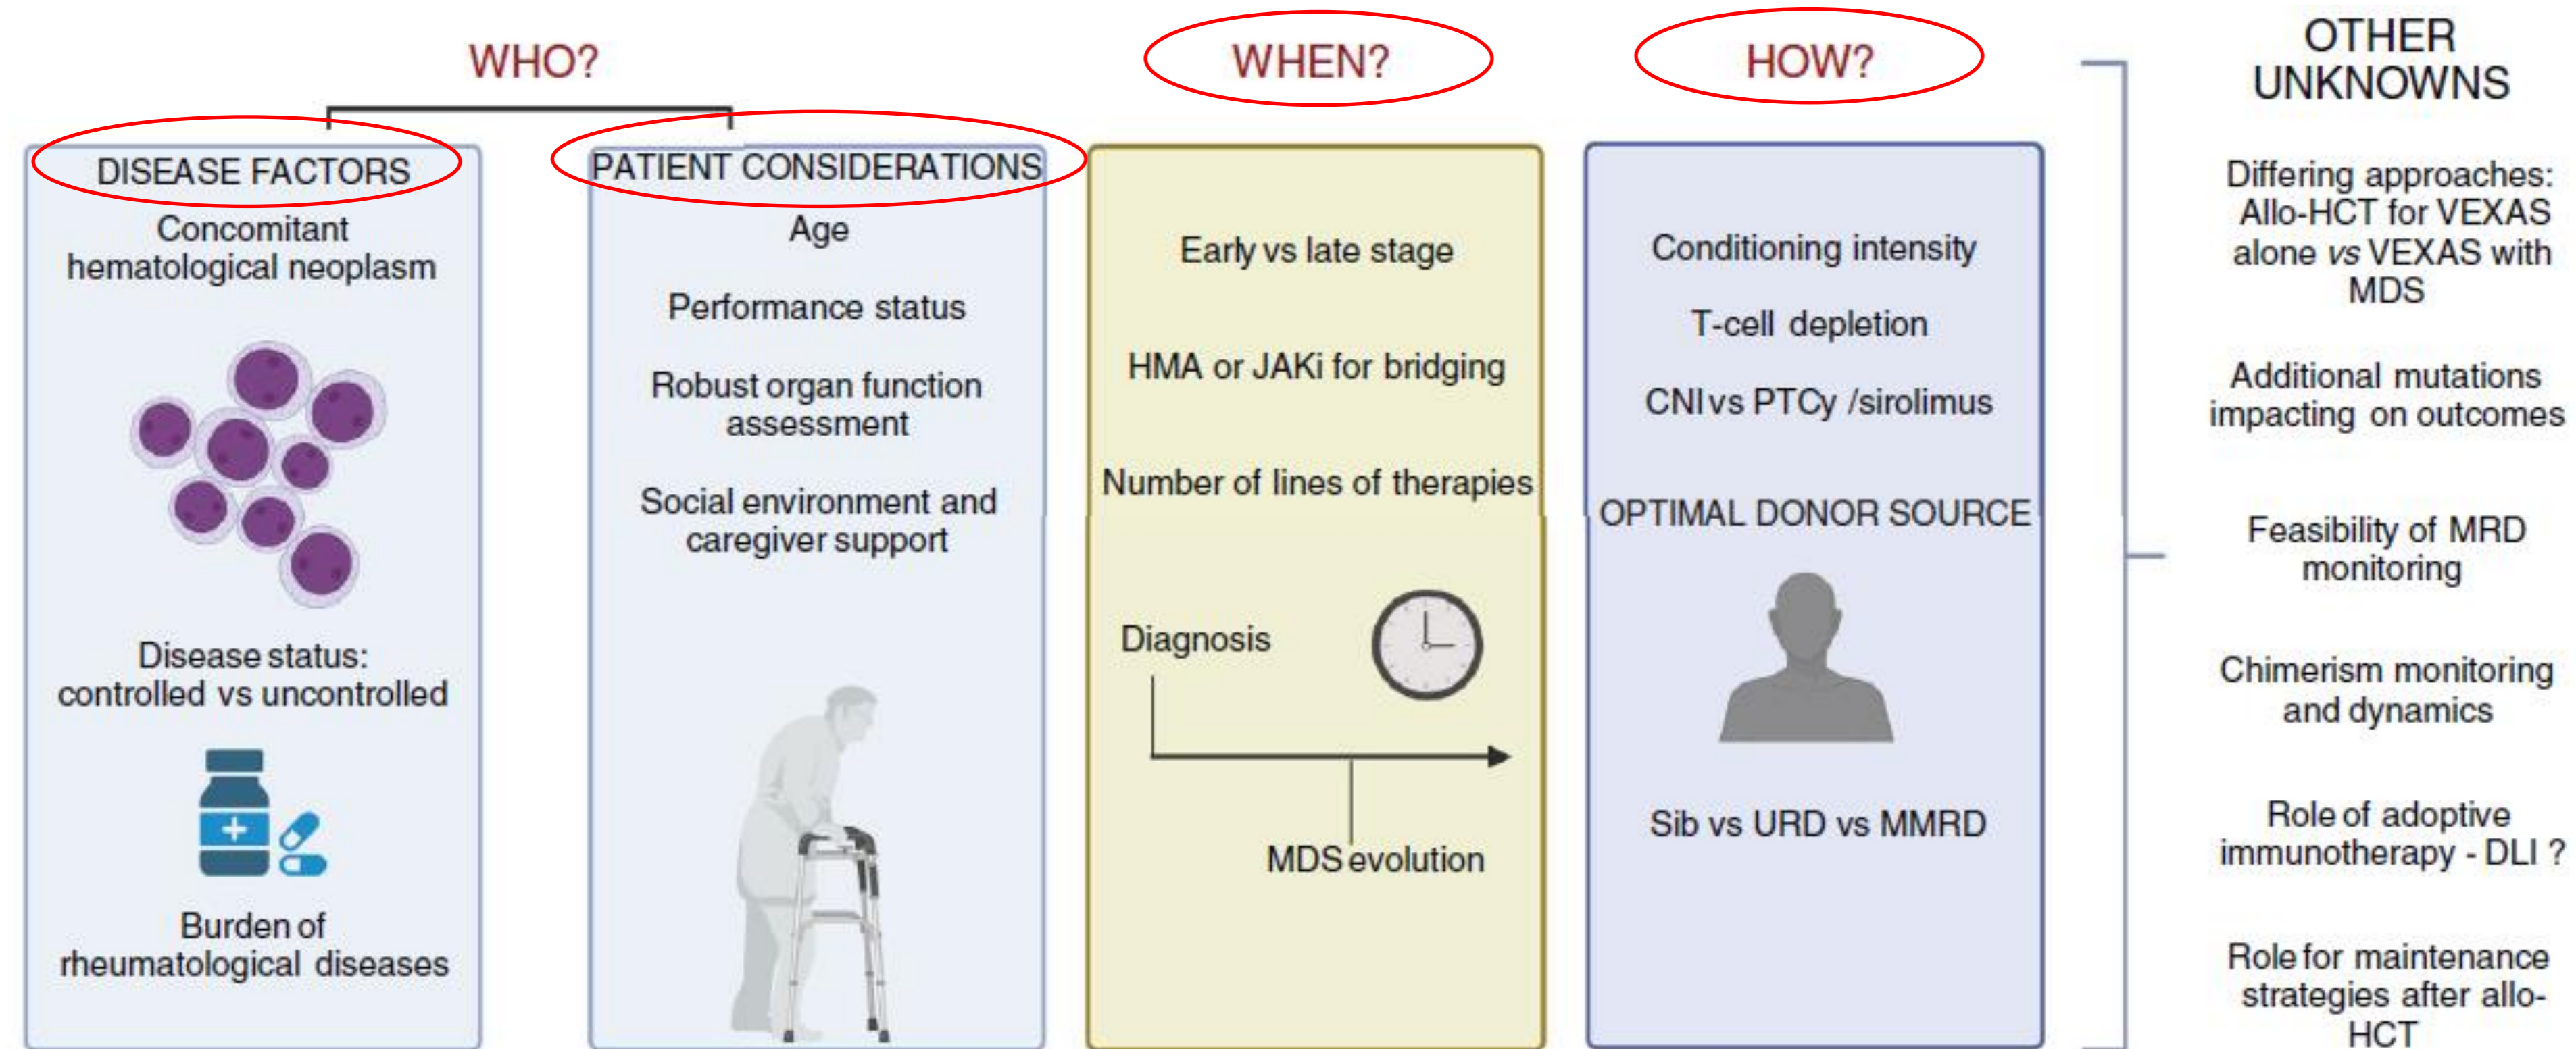 WHO?
DISEASE FACTORS
Concomitant
hematological neoplasm
Disease status:
controlled vs uncontrolled
Burden of
rheumatological diseases
PATIENT CONSIDERATIONS
Age
Performance status
Robust organ function
assessment
Social environment and
caregiver support
WHEN?
Early vs late stage
HMA or JAKi for bridging
Number of lines of therapies
Diagnosis
MDS evolution
HOW?
Conditioning intensity
T-cell depletion
CNI vs PTCy /sirolimus
OPTIMAL DONOR SOURCE
Sib vs URD vs MMRD
OTHER
UNKNOWNS
Differing approaches:
Allo-HCT for VEXAS
alone vs VEXAS with
MDS
Additional mutations
impacting on outcomes
Feasibility of MRD
monitoring
Chimerism monitoring
and dynamics
Role of adoptive
immunotherapy - DLI ?
Role for maintenance
strategies after allo-
HCT